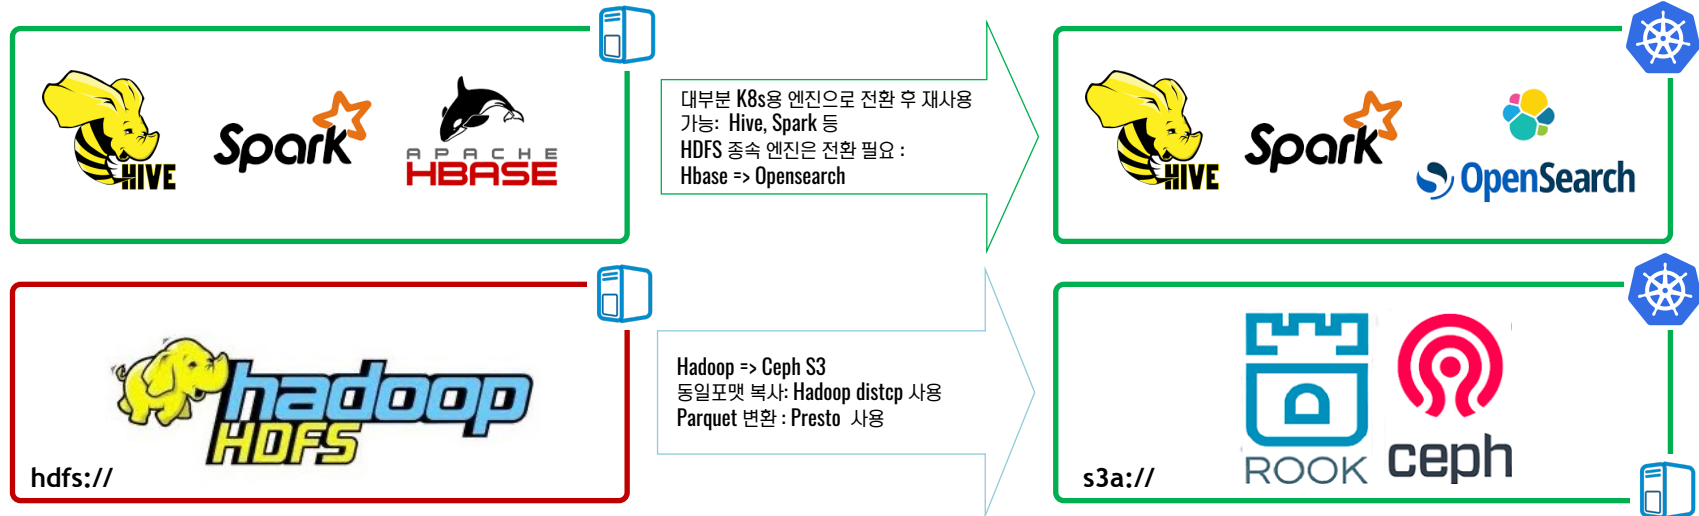 HIVE
Spark
APACHE
HBASE
대부분 K8s용 엔진으로 전환 후 재사용
가능: Hive, Spark 등
HDFS 종속 엔진은 전환 필요 :
Hbase => Opensearch
HIVE
Spark
OpenSearch
hadoop
HDFS
hdfs://
Hadoop => Ceph S3
동일포맷 복사: Hadoop distcp 사용
Parquet 변환 : Presto 사용
ROOK
ceph
s3a://